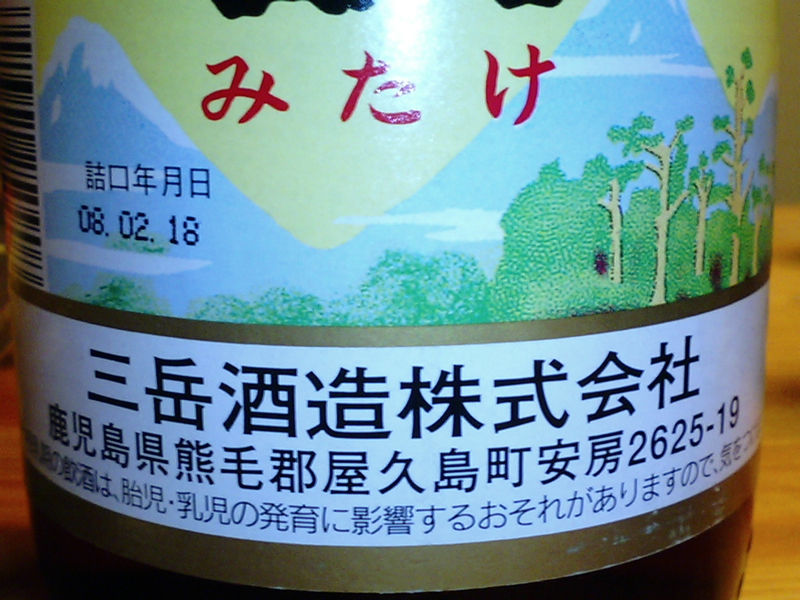 みたけ
詰口年月日
08.02.18
三岳酒造株式会社
鹿児島県熊毛郡屋久島町安房2625-19
の飲酒は、胎児・乳児の発育に影響するおそれがありますので、気をつけ